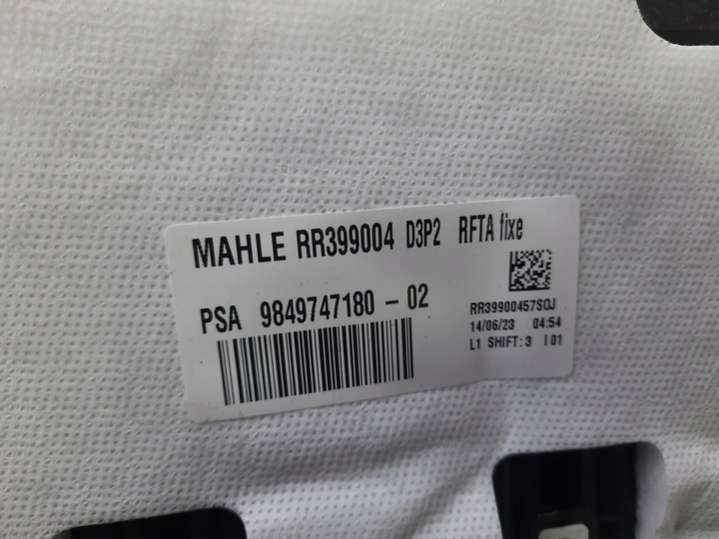 MAHLE RR399004 D3P2 RFTA fixe
PSA 9849747180 - 02
RR39900457SOJ
14/06/23 04:54
L1 SHIFT: 3 I 01